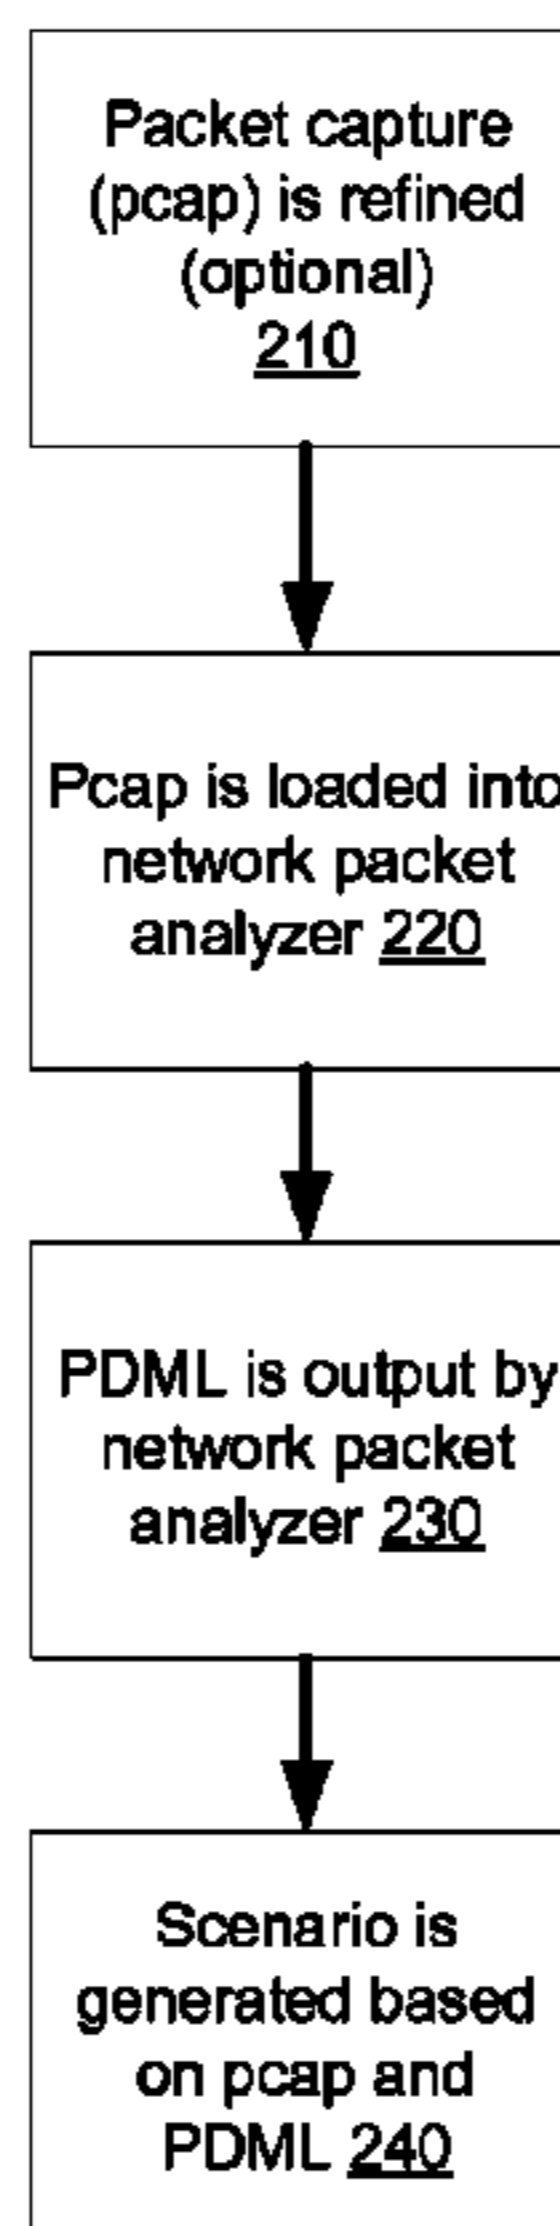 Packet capture
(pcap) is refined
(optional)
210
Pcap is loaded into
network packet
analyzer 220
PDML is output by
network packet
analyzer 230
Scenario is
generated based
on pcap and
PDML 240